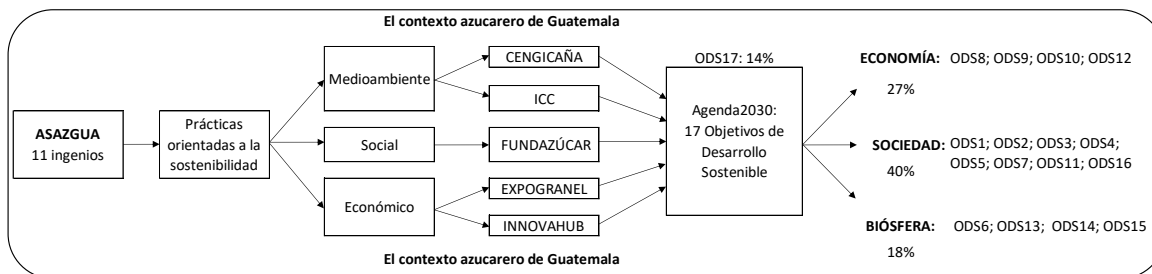 El contexto azucarero de Guatemala
ASAZGUA
11 ingenios
Prácticas
orientadas a la
sostenibilidad
Medioambiente
Social
Económico
CENGICAÑA
ICC
FUNDAZÚCAR
EXPOGRANEL
INNOVAHUB
ODS17: 14%
Agenda2030:
17 Objetivos de
Desarrollo
Sostenible
ECONOMÍA: ODS8; ODS9; ODS10; ODS12
27%
SOCIEDAD: ODS1; ODS2; ODS3; ODS4;
ODS5; ODS7; ODS11; ODS16
40%
BIÓSFERA: ODS6; ODS13; ODS14; ODS15
18%
El contexto azucarero de Guatemala